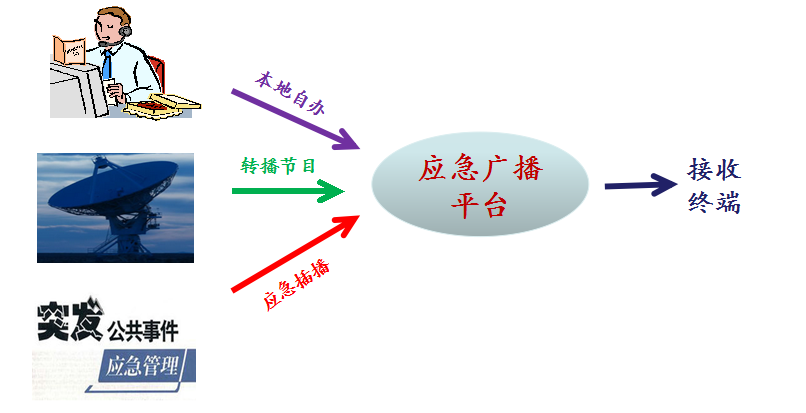 本地自办
转播节目
应急广播
平台
接收
终端
应急插播
突发公共事件
应急管理